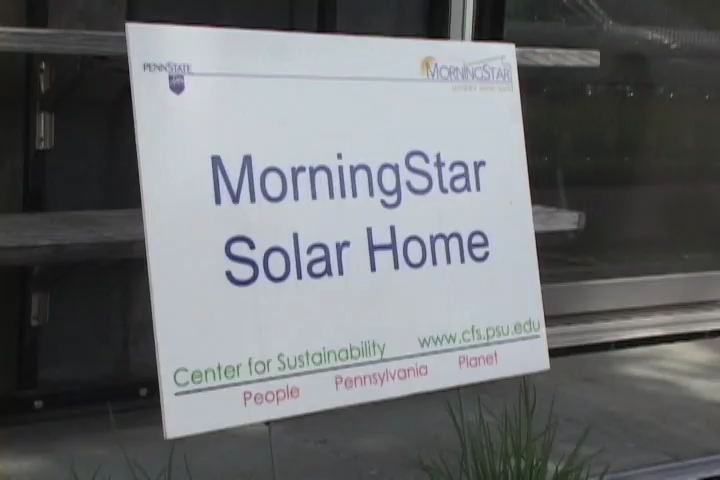 PENNSTATE
MORNINGSTAR
MorningStar
Solar Home
Center for Sustainability www.cfs.psu.edu
People Pennsylvania Planet